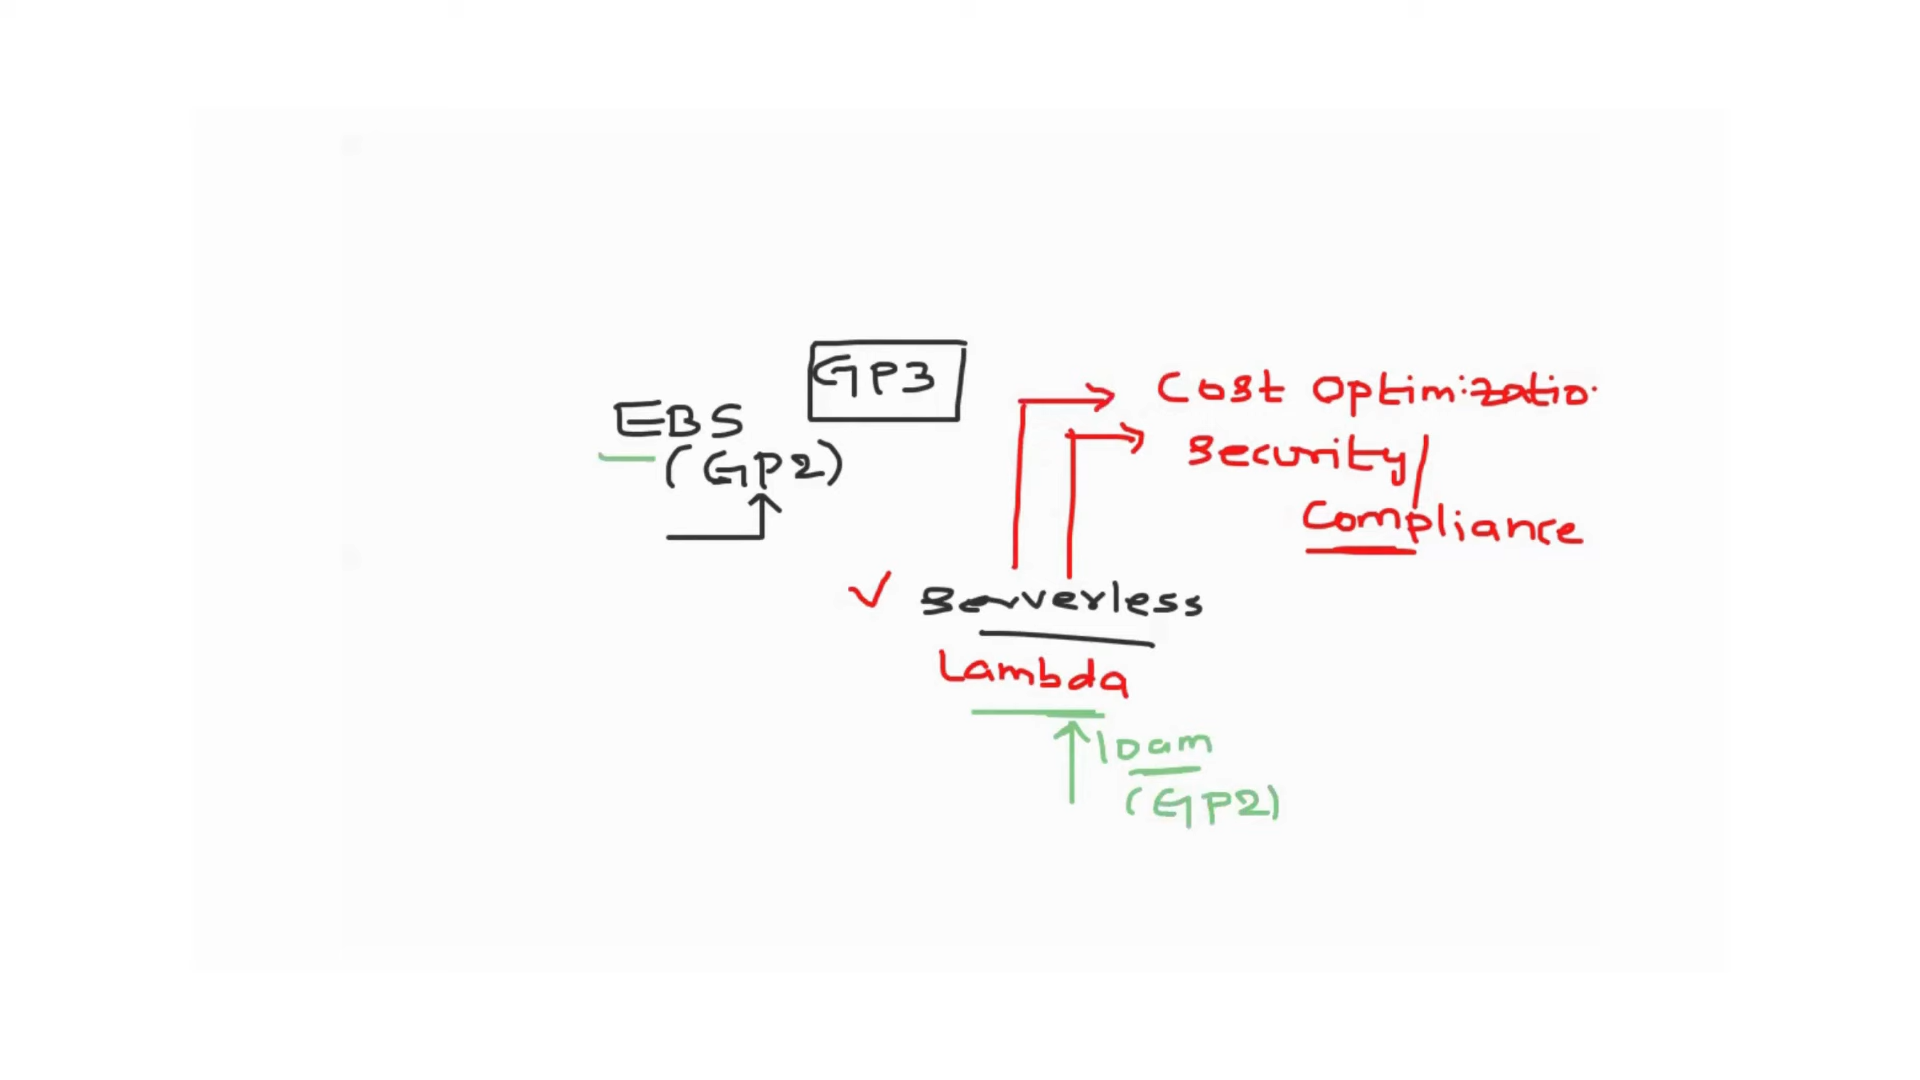 GP3
EBS
(GP2)
Cost Optimizatio
Security/
Compliance
Serverless
Lambda
10am
(GP2)